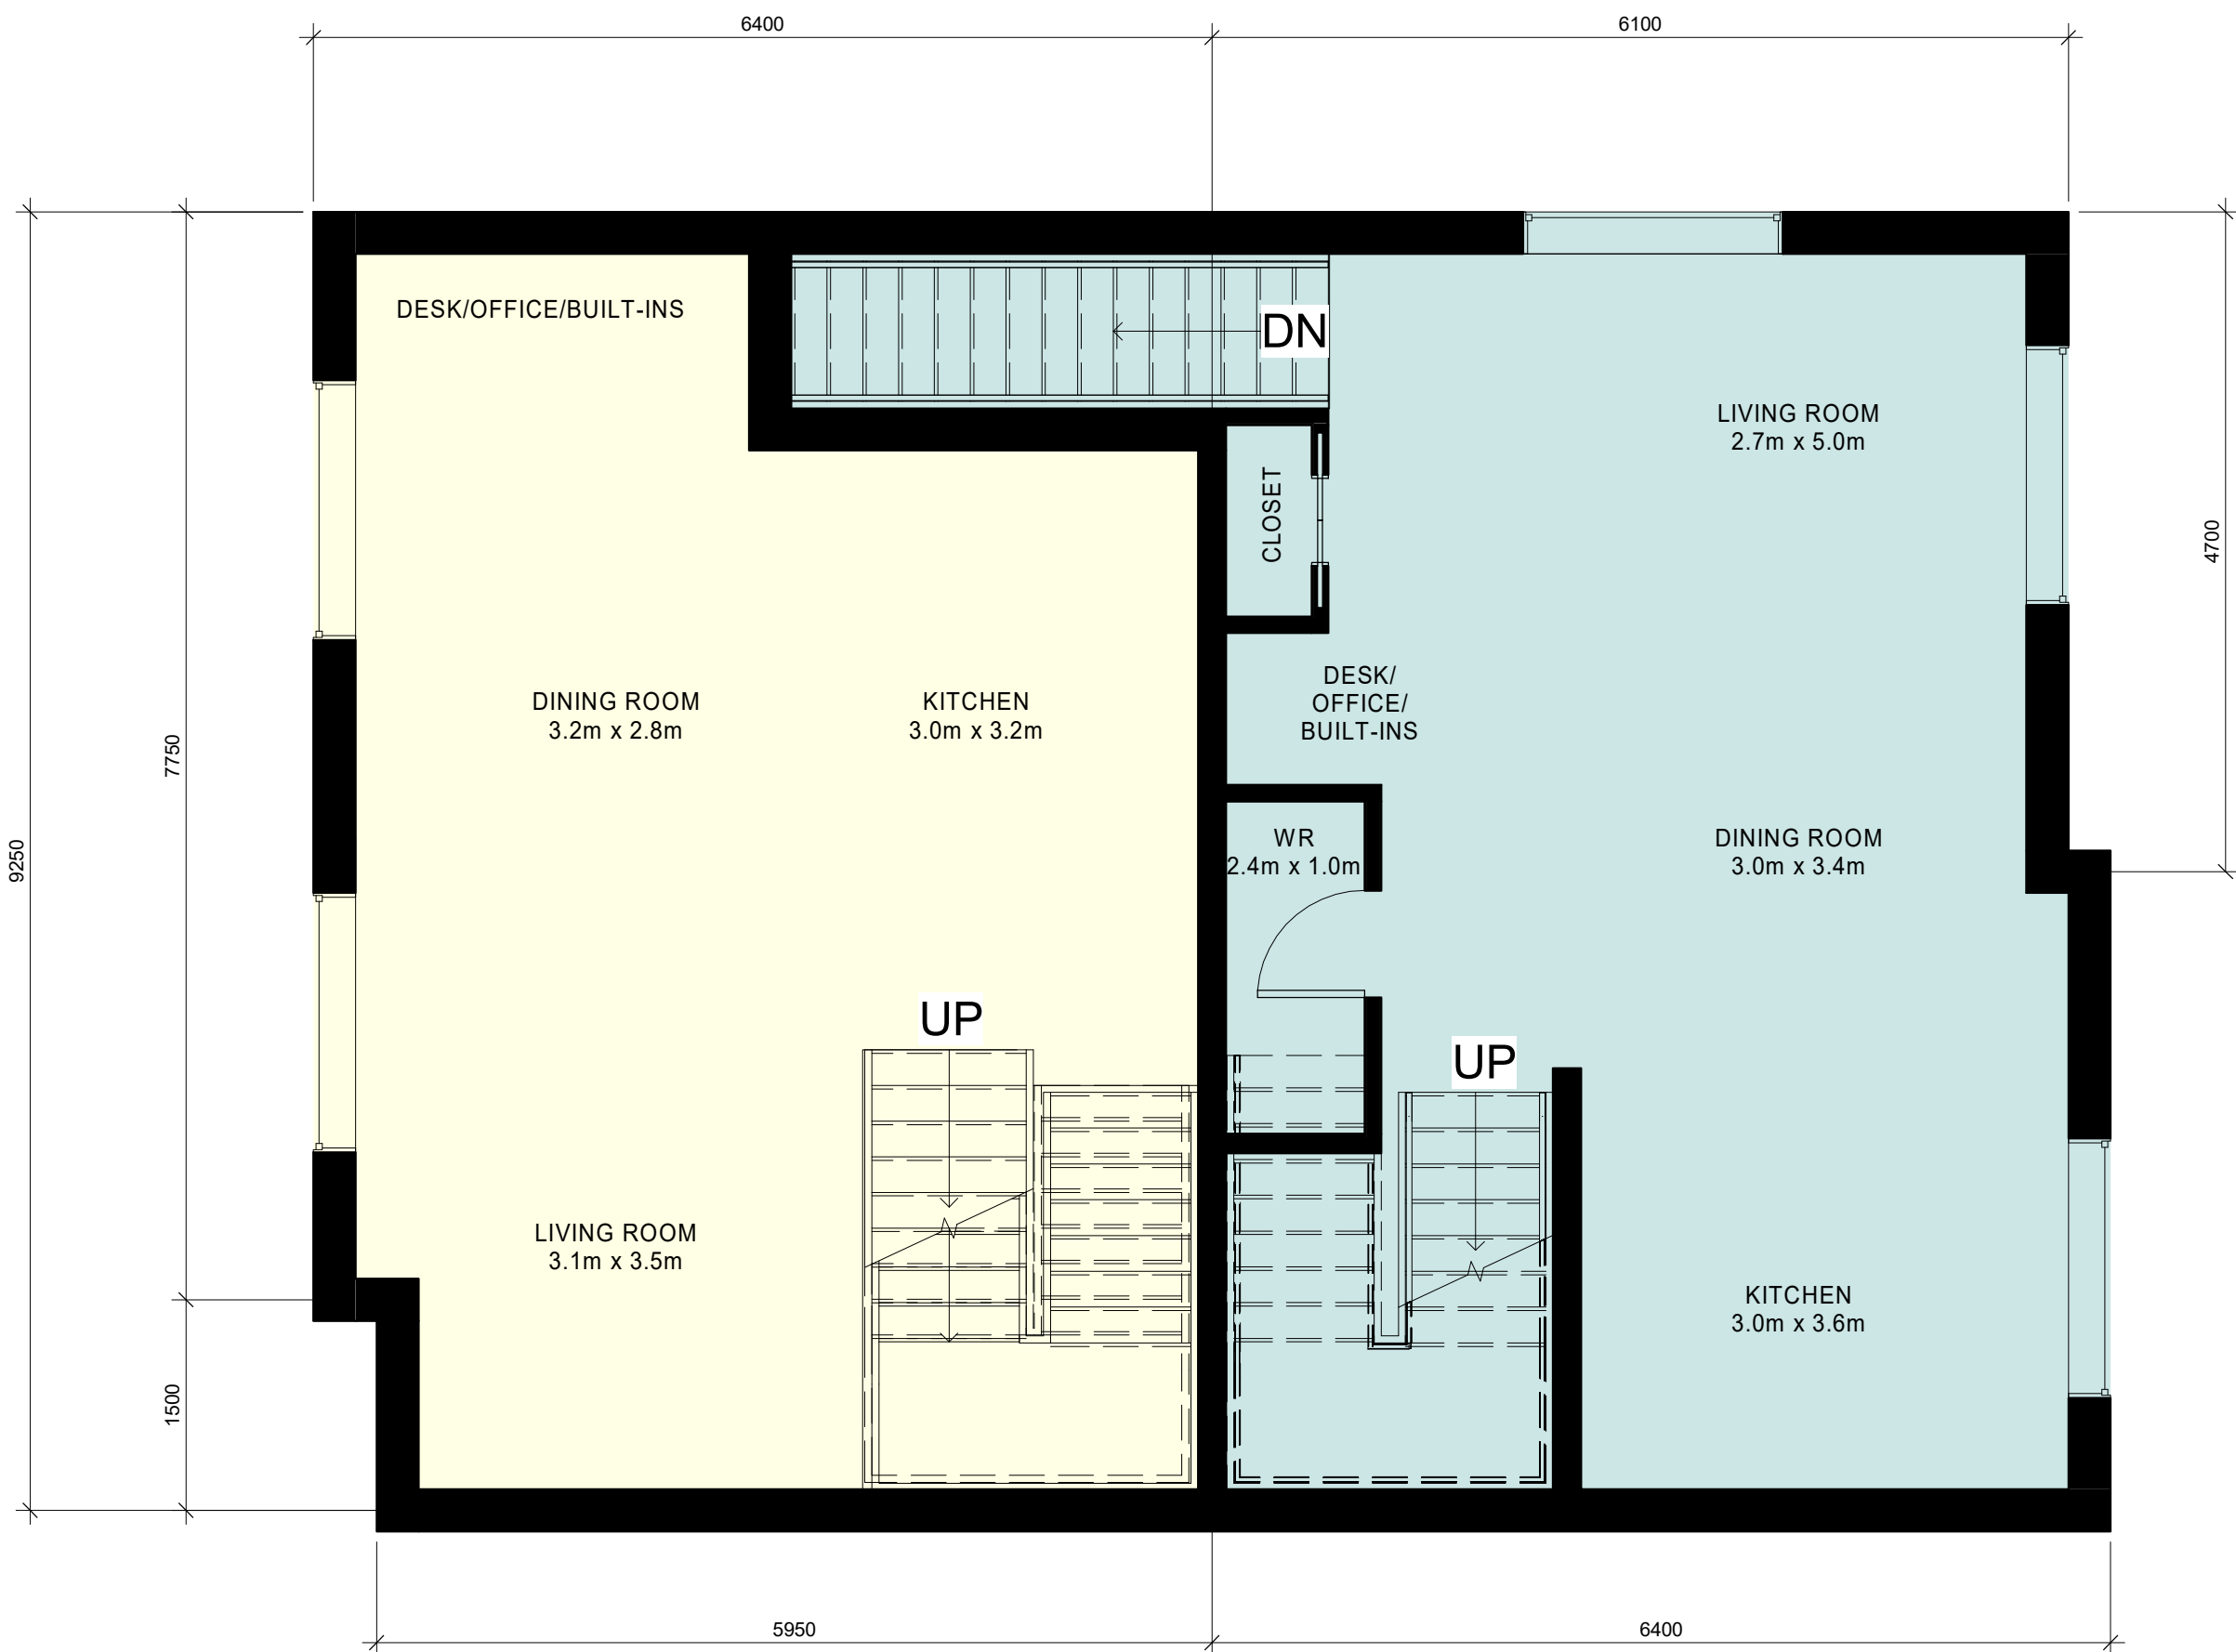 6400
6100
DESK/OFFICE/BUILT-INS
DN
LIVING ROOM
2.7m x 5.0m
CLOSET
4700
DESK/
OFFICE/
BUILT-INS
DINING ROOM
3.2m x 2.8m
KITCHEN
3.0m x 3.2m
7750
9250
WR
2.4m x 1.0m
DINING ROOM
3.0m x 3.4m
UP
UP
LIVING ROOM
3.1m x 3.5m
KITCHEN
3.0m x 3.6m
1500
5950
6400